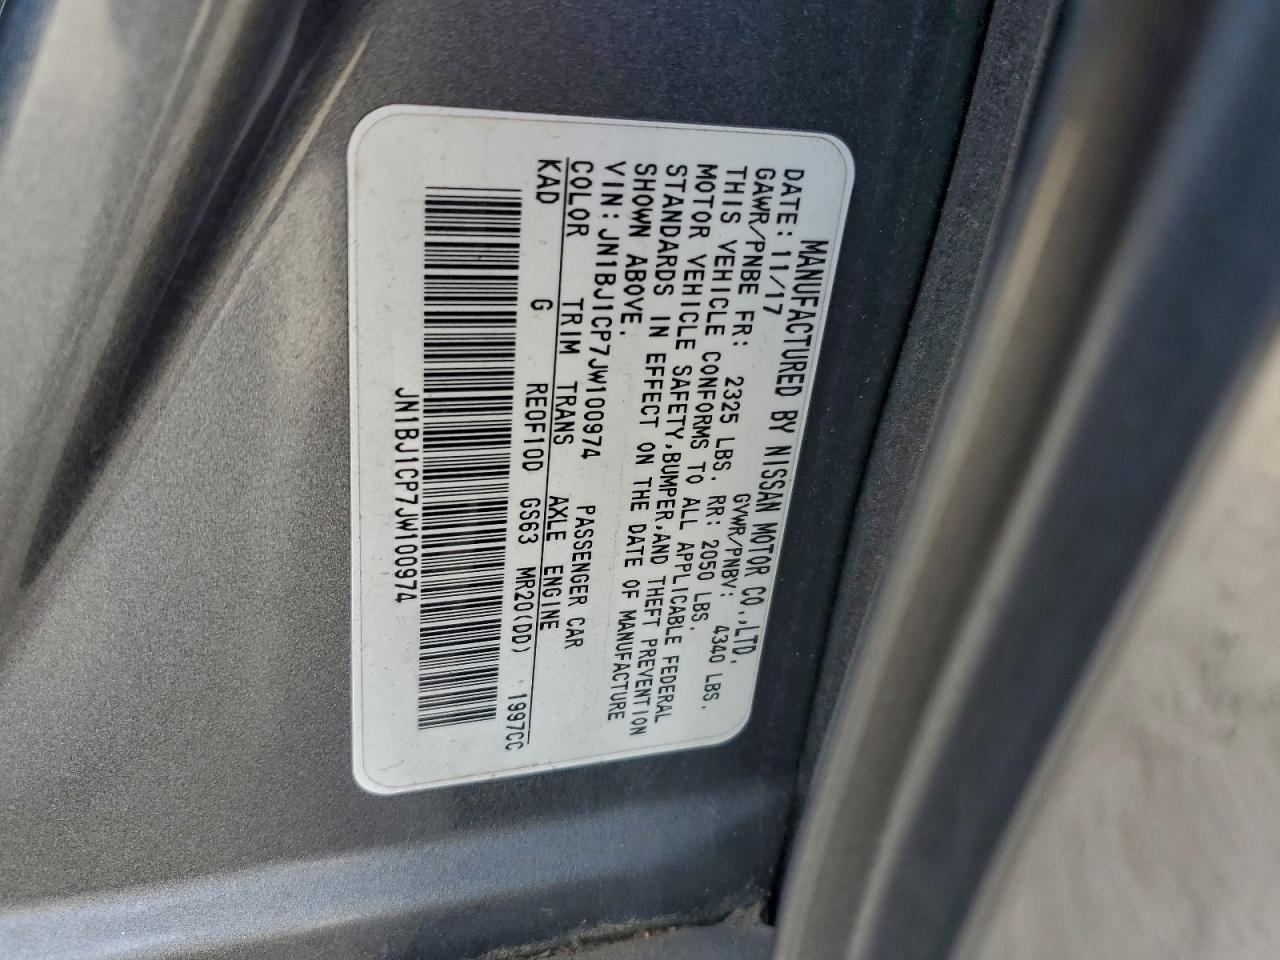 MANUFACTURED BY NISSAN MOTOR CO.,LTD.
DATE: 11/17 GVWR/PNBV: 4340 LBS.
GAWR/PNBE FR: 2325 LBS. RR: 2050 LBS.
THIS VEHICLE CONFORMS TO ALL APPLICABLE FEDERAL
MOTOR VEHICLE SAFETY,BUMPER,AND THEFT PREVENTION
STANDARDS IN EFFECT ON THE DATE OF MANUFACTURE
SHOWN ABOVE.
VIN: JN1BJ1CP7JW100974 PASSENGER CAR
COLOR TRIM TRANS AXLE ENGINE
KAD G RE0F10D GS63 MR20(DD) 1997CC
JN1BJ1CP7JW100974